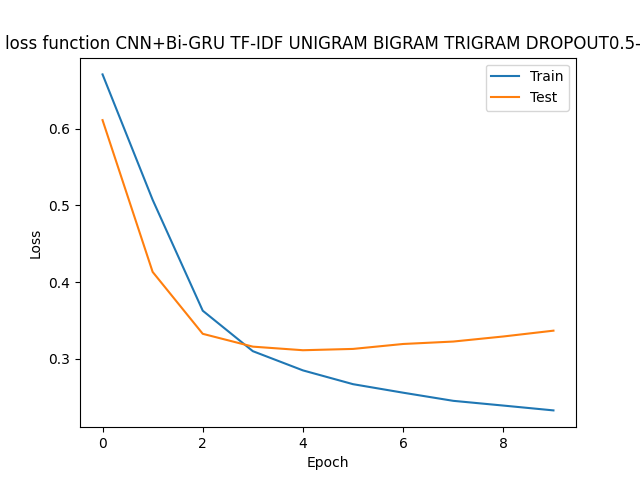 loss function CNN+Bi-GRU TF-IDF UNIGRAM BIGRAM TRIGRAM DROPOUT0.5-
Train
Test
0.6
0.5
0.4
0.3
Loss
0 2 4 6 8
Epoch